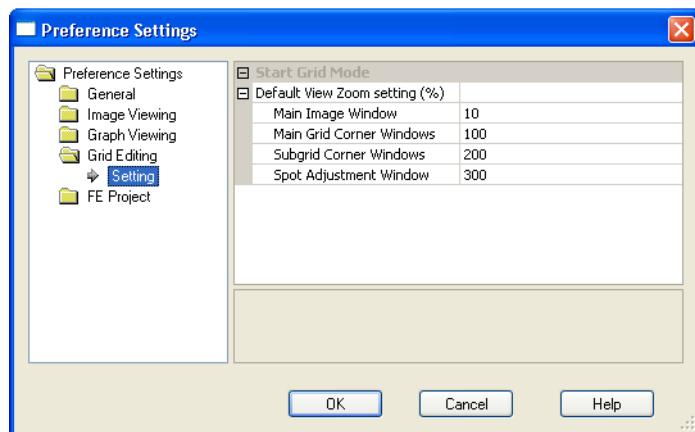 Preference Settings
Preference Settings
General
Image Viewing
Graph Viewing
Grid Editing
Setting
FE Project
Start Grid Mode
Default View Zoom setting (%)
Main Image Window 10
Main Grid Corner Windows 100
Subgrid Corner Windows 200
Spot Adjustment Window 300
OK Cancel Help